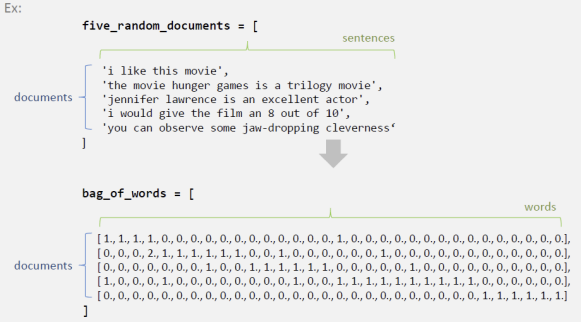 Ex:
five_random_documents = [
sentences
'i like this movie',
'the movie hunger games is a trilogy movie',
documents
'jennifer lawrence is an excellent actor',
'i would give the film an 8 out of 10',
'you can observe some jaw-dropping cleverness‘
]
bag_of_words = [
words
[ 1., 1., 1., 1., 0., 0., 0., 0., 0., 0., 0., 0., 0., 0., 0., 0., 1., 0., 0., 0., 0., 0., 0., 0., 0., 0., 0., 0., 0., 0., 0., 0.],
[ 0., 0., 0., 2., 1., 1., 1., 1., 1., 1., 0., 0., 1., 0., 0., 0., 0., 0., 0., 1., 0., 0., 0., 0., 0., 0., 0., 0., 0., 0., 0., 0.],
documents
[ 0., 0., 0., 0., 0., 0., 0., 1., 0., 0., 1., 1., 1., 1., 1., 1., 0., 0., 0., 0., 0., 1., 0., 0., 0., 0., 0., 0., 0., 0., 0., 0.],
[ 1., 0., 0., 0., 1., 0., 0., 0., 0., 0., 0., 0., 0., 1., 0., 0., 1., 1., 1., 1., 1., 1., 1., 1., 1., 1., 0., 0., 0., 0., 0., 0.],
[ 0., 0., 0., 0., 0., 0., 0., 0., 0., 0., 0., 0., 0., 0., 0., 0., 0., 0., 0., 0., 0., 0., 0., 0., 0., 0., 1., 1., 1., 1., 1., 1.]
]